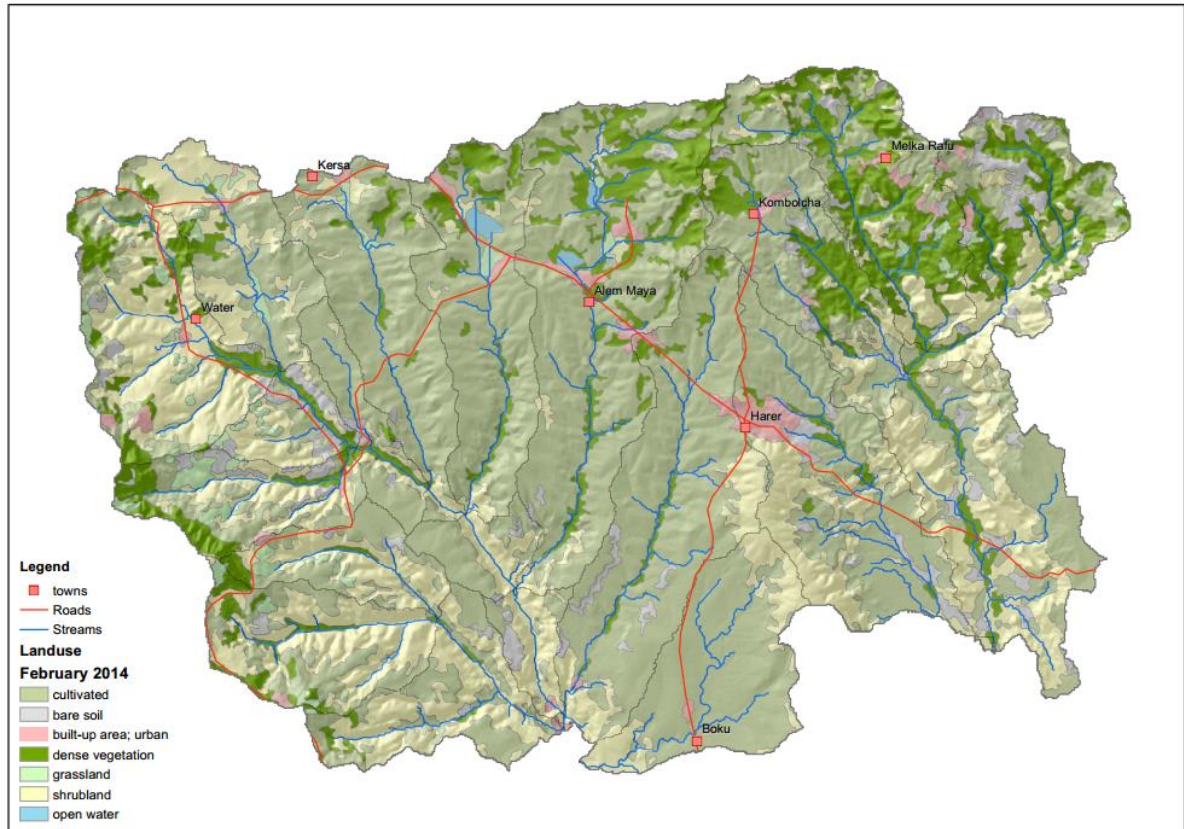 Melka Rafu
Kersa
Kombolcha
Alem Maya
Water
Harer
Boku
Legend
towns
Roads
Streams
Landuse
February 2014
cultivated
bare soil
built-up area; urban
dense vegetation
grassland
shrubland
open water